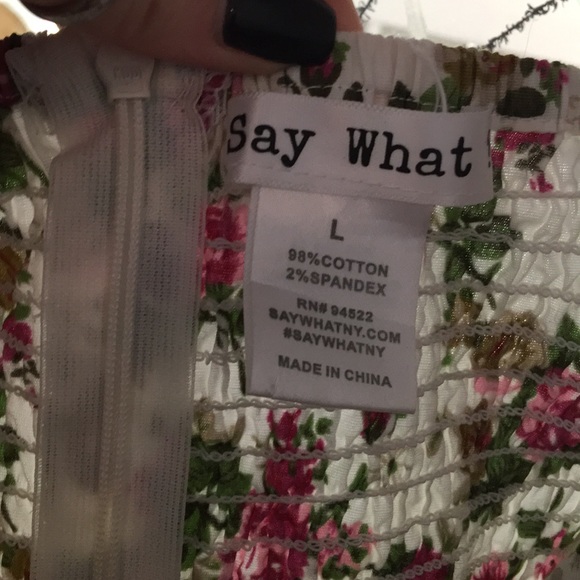 Say What
L
98%COTTON
2%SPANDEX
RN# 94522
SAYWHATNY.COM
#SAYWHATNY
MADE IN CHINA